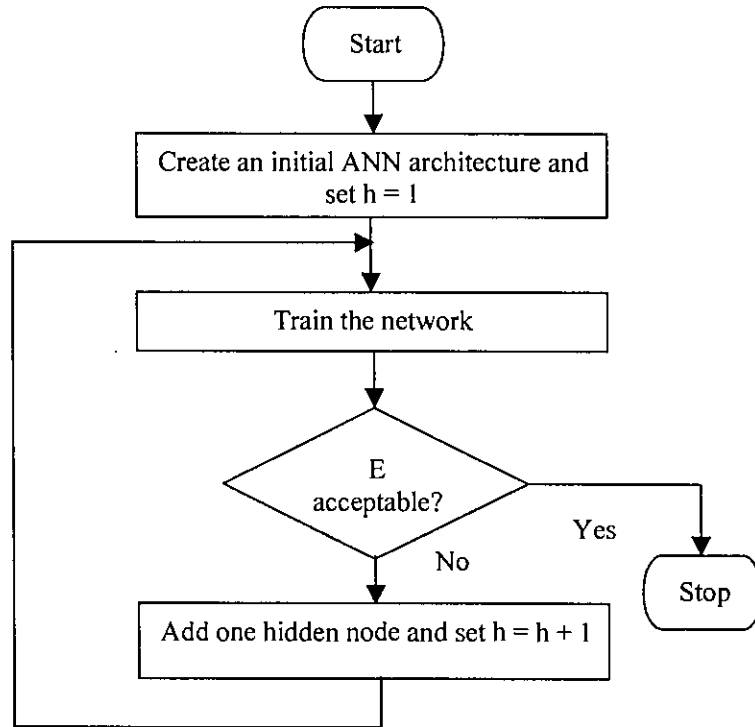 Start
Create an initial ANN architecture and
set h = 1
Train the network
E
acceptable?
Yes
No
Stop
Add one hidden node and set h = h + 1